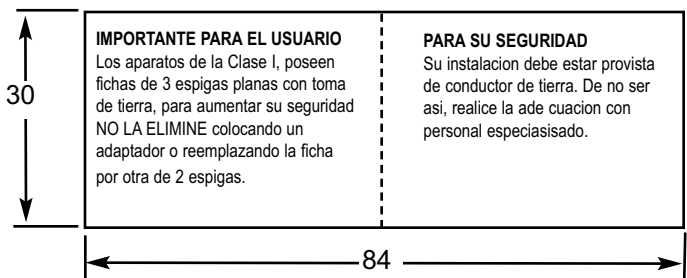 IMPORTANTE PARA EL USUARIO
Los aparatos de la Clase I, poseen
fichas de 3 espigas planas con toma
de tierra, para aumentar su seguridad
NO LA ELIMINE colocando un
adaptador o reemplazando la ficha
por otra de 2 espigas.
PARA SU SEGURIDAD
Su instalacion debe estar provista
de conductor de tierra. De no ser
asi, realice la ade cuacion con
personal especiasisado.
30
84